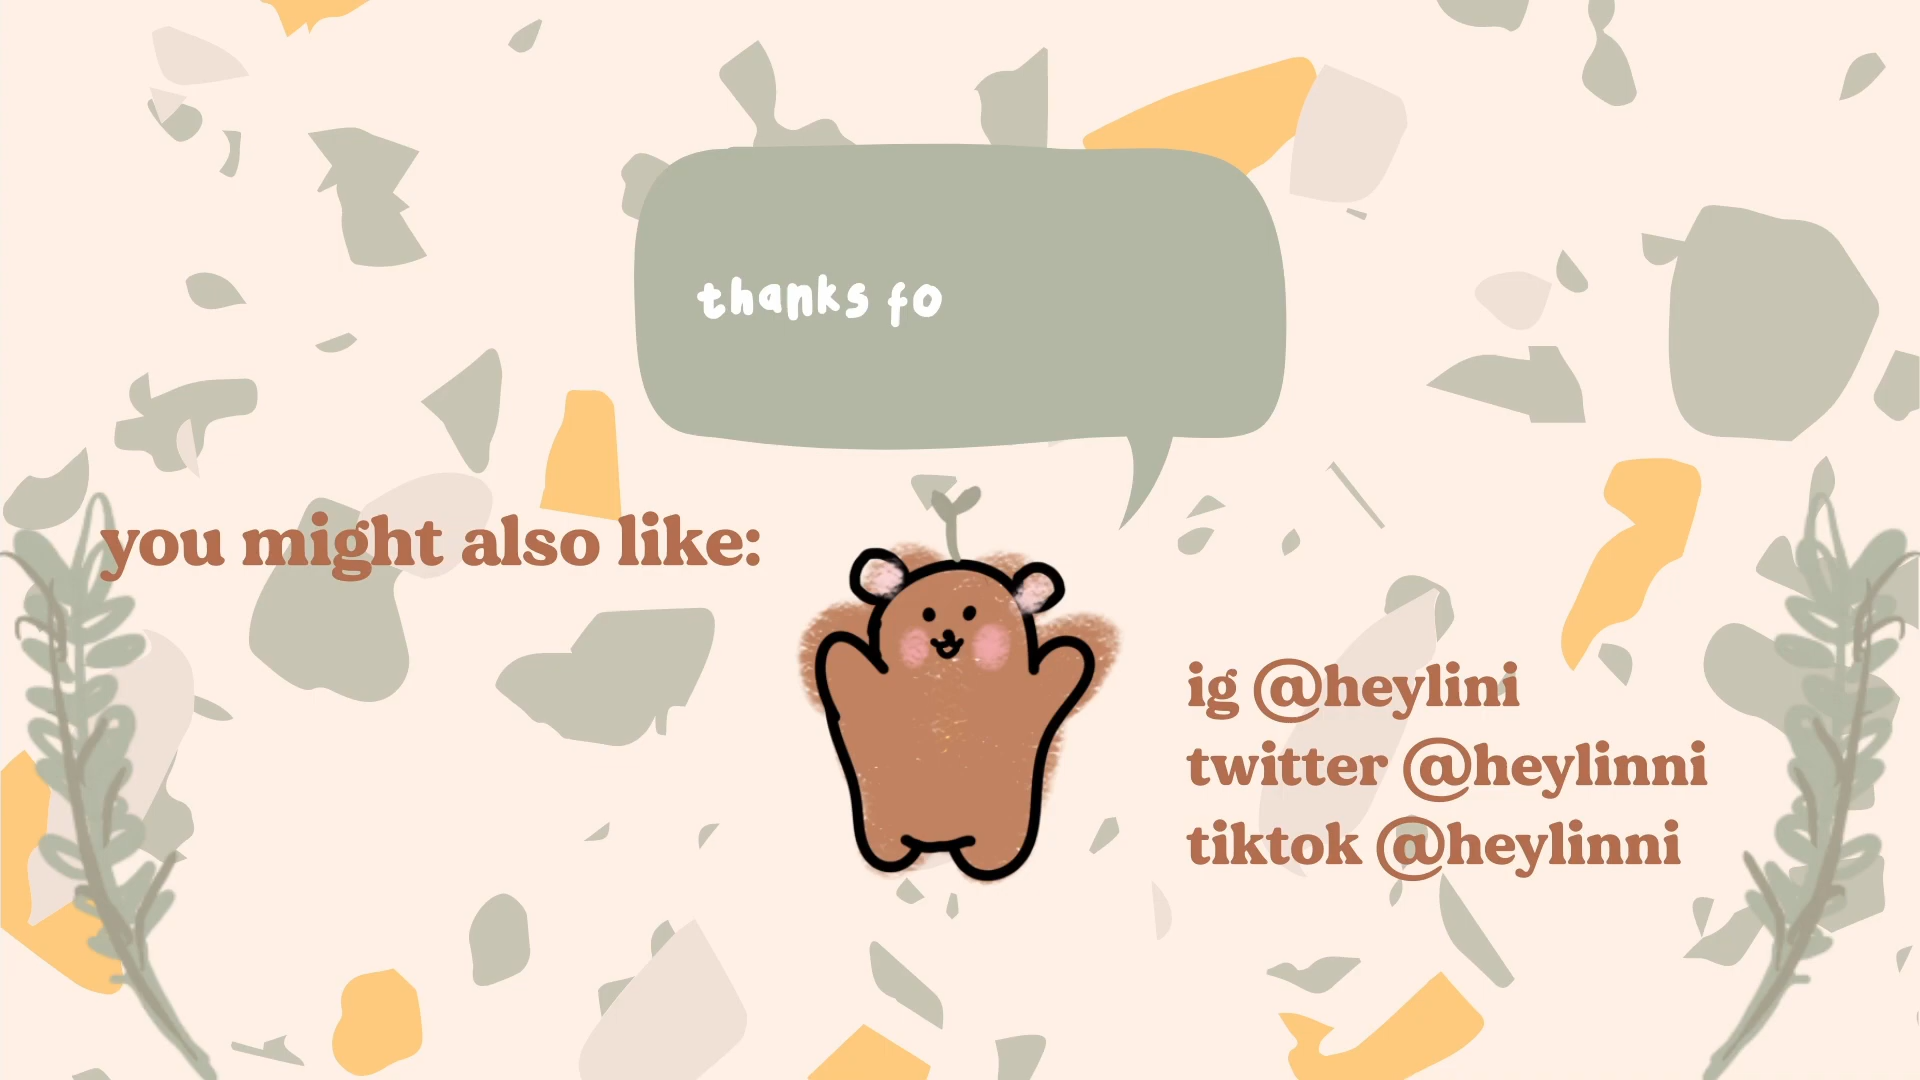 thanks fo
you might also like:
ig @heylini
twitter @heylinni
tiktok @heylinni